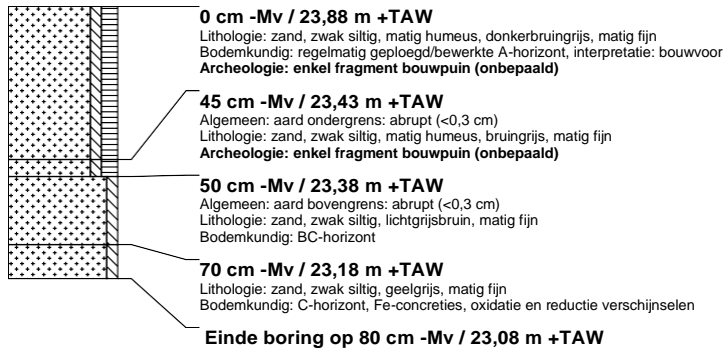 0 cm -Mv / 23,88 m +TAW
Lithologie: zand, zwak siltig, matig humeus, donkerbruingrijs, matig fijn
Bodemkundig: regelmatig geploegd/bewerkte A-horizont, interpretatie: bouwvoor
Archeologie: enkel fragment bouwpuin (onbepaald)
45 cm -Mv / 23,43 m +TAW
Algemeen: aard ondergrens: abrupt (<0,3 cm)
Lithologie: zand, zwak siltig, matig humeus, bruingrijs, matig fijn
Archeologie: enkel fragment bouwpuin (onbepaald)
50 cm -Mv / 23,38 m +TAW
Algemeen: aard bovengrens: abrupt (<0,3 cm)
Lithologie: zand, zwak siltig, lichtgrijsbruin, matig fijn
Bodemkundig: BC-horizont
70 cm -Mv / 23,18 m +TAW
Lithologie: zand, zwak siltig, geelgrijs, matig fijn
Bodemkundig: C-horizont, Fe-concreties, oxidatie en reductie verschijnselen
Einde boring op 80 cm -Mv / 23,08 m +TAW